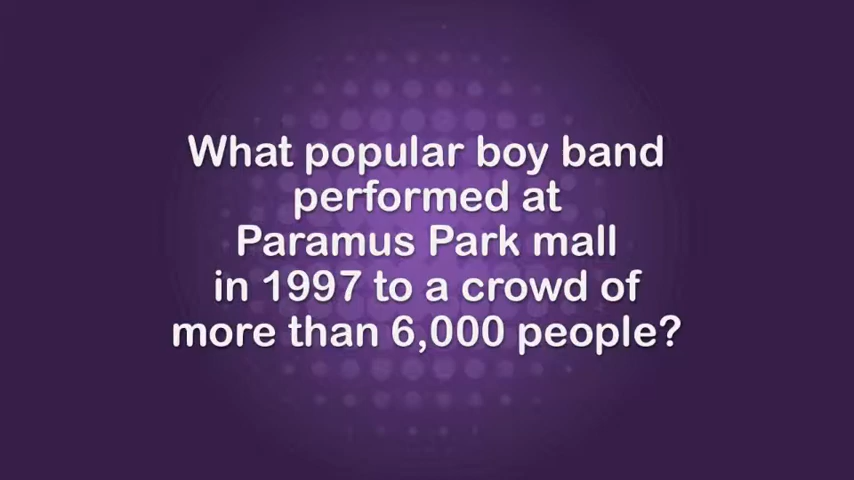 What popular boy band
performed at
Paramus Park mall
in 1997 to a crowd of
more than 6,000 people?